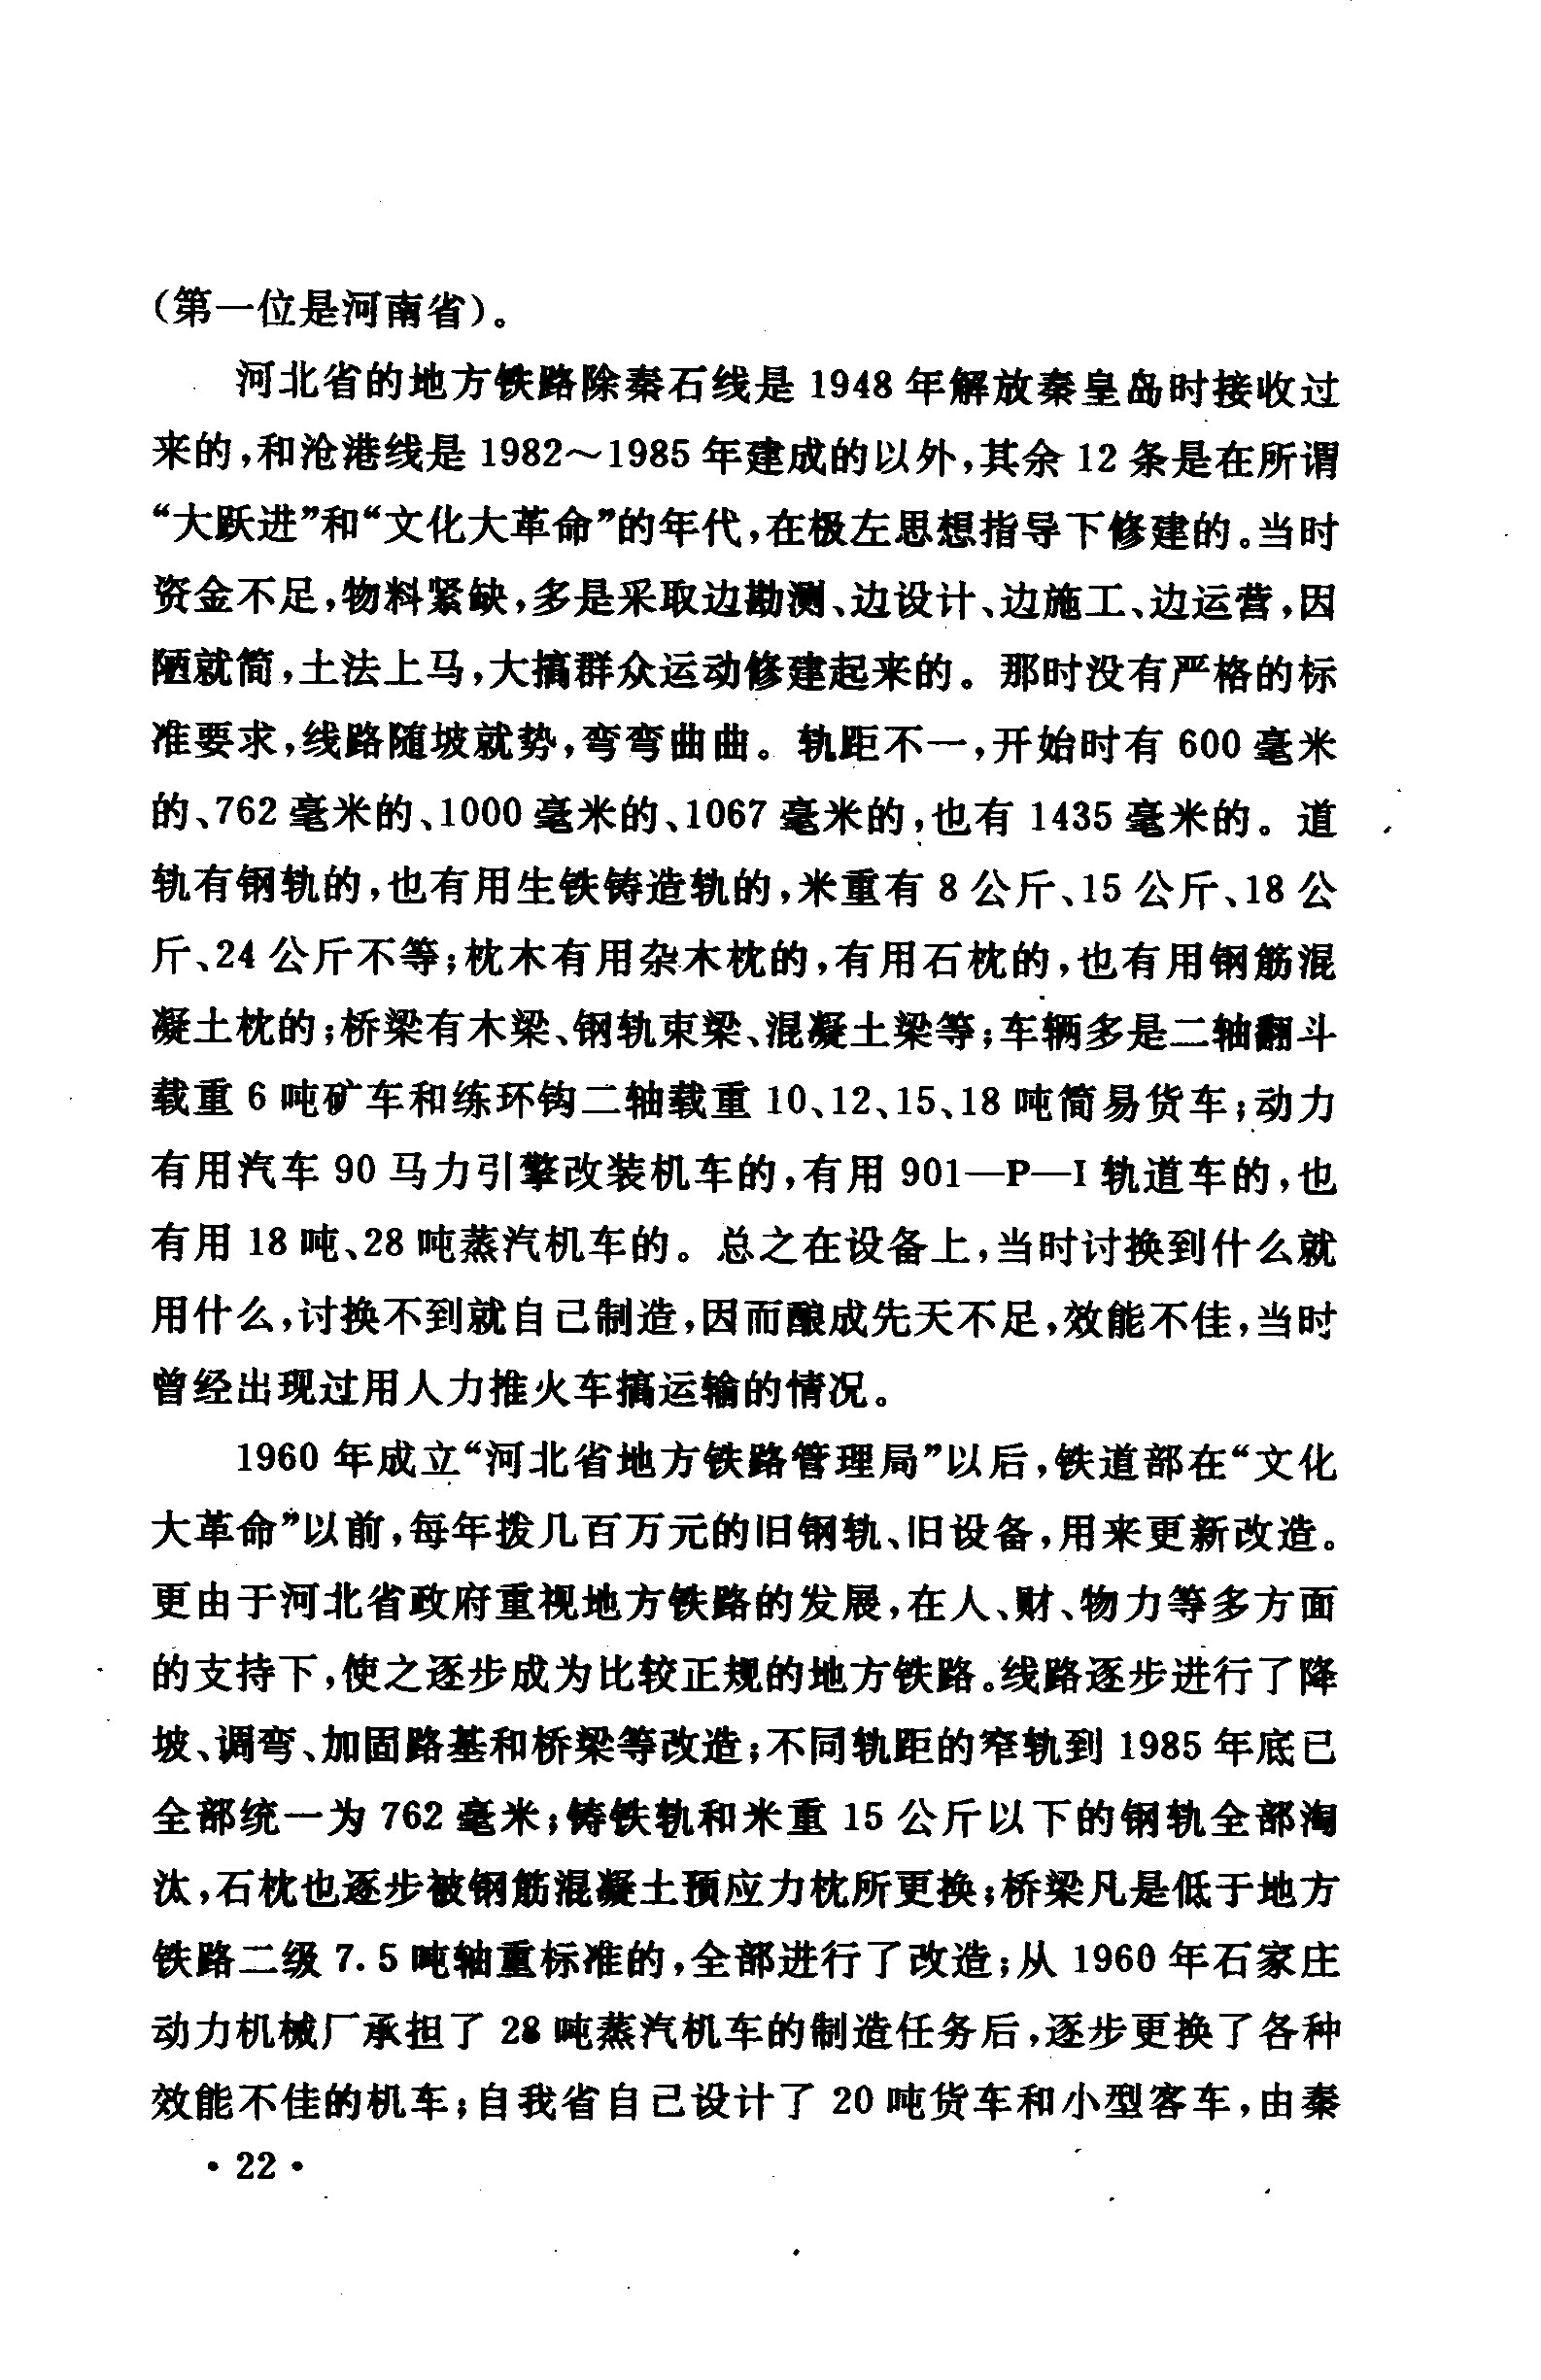 （第一位是河南省）。
河北省的地方铁路除秦石线是 1948 年解放秦皇岛时接收过
来的，和沧港线是 1982～1985 年建成的以外，其余 12 条是在所谓
“大跃进”和“文化大革命”的年代，在极左思想指导下修建的。当时
资金不足，物料紧缺，多是采取边勘测、边设计、边施工、边运营，因
陋就简，土法上马，大搞群众运动修建起来的。那时没有严格的标
准要求，线路随坡就势，弯弯曲曲。轨距不一，开始时有 600 毫米
的、762 毫米的、1000 毫米的、1067 毫米的，也有 1435 毫米的。道
轨有钢轨的，也有用生铁铸造轨的，米重有 8 公斤、15 公斤、18 公
斤、24 公斤不等；枕木有用杂木枕的，有用石枕的，也有用钢筋混
凝土枕的；桥梁有木梁、钢轨束梁、混凝土梁等；车辆多是二轴翻斗
载重 6 吨矿车和练环钩二轴载重 10、12、15、18 吨简易货车；动力
有用汽车 90 马力引擎改装机车的，有用 901—P—I 轨道车的，也
有用 18 吨、28 吨蒸汽机车的。总之在设备上，当时讨换到什么就
用什么，讨换不到就自己制造，因而酿成先天不足，效能不佳，当时
曾经出现过用人力推火车搞运输的情况。
1960 年成立“河北省地方铁路管理局”以后，铁道部在“文化
大革命”以前，每年拨几百万元的旧钢轨、旧设备，用来更新改造。
更由于河北省政府重视地方铁路的发展，在人、财、物力等多方面
的支持下，使之逐步成为比较正规的地方铁路。线路逐步进行了降
坡、调弯、加固路基和桥梁等改造；不同轨距的窄轨到 1985 年底已
全部统一为 762 毫米；铸铁轨和米重 15 公斤以下的钢轨全部淘
汰，石枕也逐步被钢筋混凝土预应力枕所更换；桥梁凡是低于地方
铁路二级 7.5 吨轴重标准的，全部进行了改造；从 1960 年石家庄
动力机械厂承担了 28 吨蒸汽机车的制造任务后，逐步更换了各种
效能不佳的机车；自我省自己设计了 20 吨货车和小型客车，由秦
• 22 •